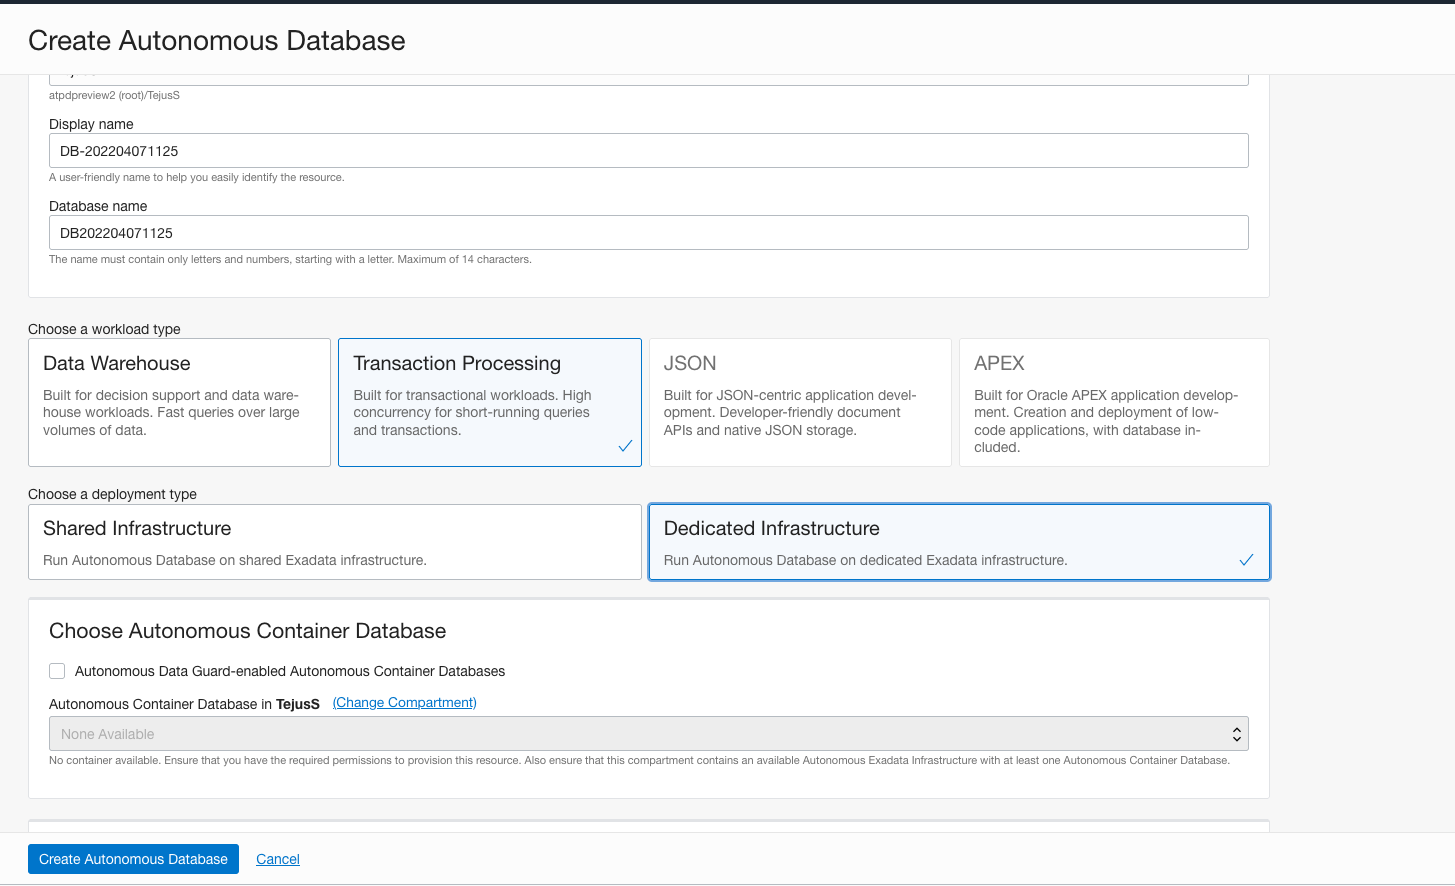 Create Autonomous Database
atpdpreview2 (root)/TejusS
Display name
DB-202204071125
A user-friendly name to help you easily identify the resource.
Database name
DB202204071125
The name must contain only letters and numbers, starting with a letter. Maximum of 14 characters.
Choose a workload type
Data Warehouse
Built for decision support and data ware-
house workloads. Fast queries over large
volumes of data.
Transaction Processing
Built for transactional workloads. High
concurrency for short-running queries
and transactions.
JSON
Built for JSON-centric application devel-
opment. Developer-friendly document
APIs and native JSON storage.
APEX
Built for Oracle APEX application develop-
ment. Creation and deployment of low-
code applications, with database in-
cluded.
Choose a deployment type
Shared Infrastructure
Run Autonomous Database on shared Exadata infrastructure.
Dedicated Infrastructure
Run Autonomous Database on dedicated Exadata infrastructure.
Choose Autonomous Container Database
Autonomous Data Guard-enabled Autonomous Container Databases
Autonomous Container Database in TejusS (Change Compartment)
None Available
No container available. Ensure that you have the required permissions to provision this resource. Also ensure that this compartment contains an available Autonomous Exadata Infrastructure with at least one Autonomous Container Database.
Create Autonomous Database Cancel